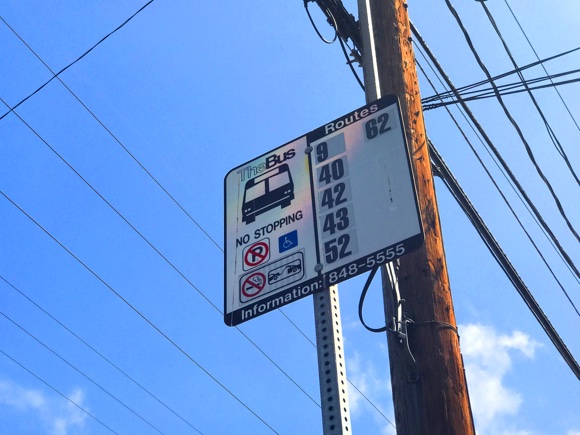 TheBus
NO STOPPING
P
Routes
9 62
40
42
43
52
Information: 848-5555